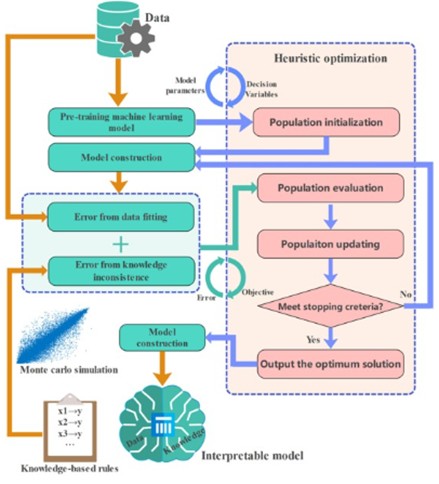 Data
Model
parameters
Decision
Variables
Heuristic optimization
Pre-training machine learning
model
Population initialization
Model construction
Population evaluation
Error from data fitting
+
Populaiton updating
Error from knowledge
inconsistence
Error
Objective
Meet stopping creteria?
No
Yes
Model
construction
Output the optimum solution
Monte carlo simulation
x1→y
x2→y
x3→y
...
Data
Knowledge
Knowledge-based rules
Interpretable model